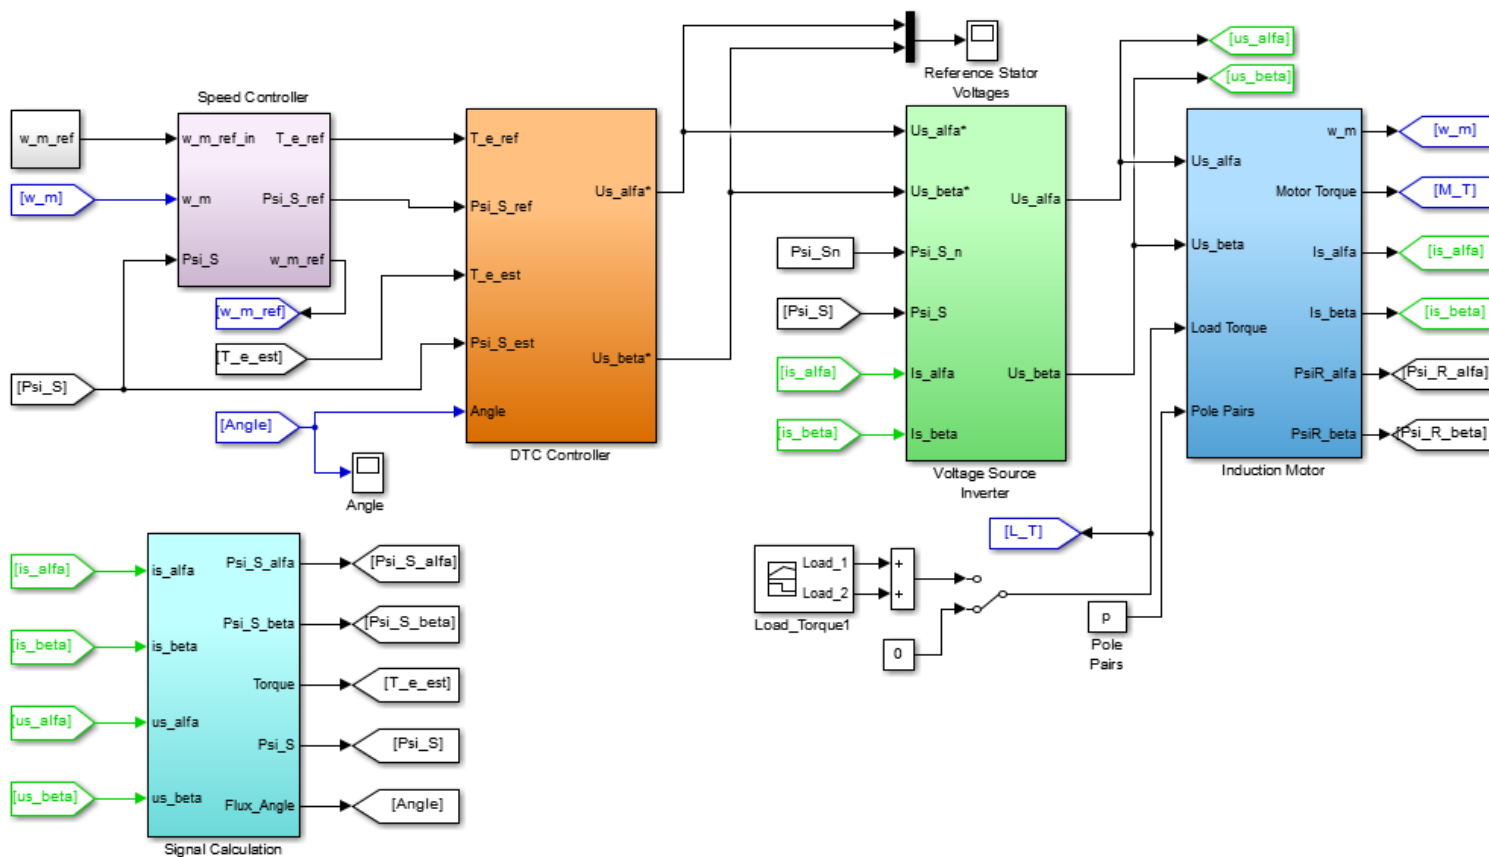 Speed Controller
w_m_ref
w_m_ref_in
T_e_ref
[w_m]
w_m
Psi_S_ref
Psi_S
w_m_ref
[w_m_ref]
[T_e_est]
[Psi_S]
[Angle]
Angle
T_e_ref
Psi_S_ref
T_e_est
Psi_S_est
Angle
Us_alfa*
Us_beta*
DTC Controller
Reference Stator
Voltages
Us_alfa*
Us_beta*
Psi_Sn
Psi_S_n
[Psi_S]
Psi_S
[is_alfa]
Is_alfa
[is_beta]
Is_beta
Us_alfa
Us_beta
Voltage Source
Inverter
[us_alfa]
[us_beta]
Us_alfa
Us_beta
Load Torque
Pole Pairs
w_m
Motor Torque
Is_alfa
Is_beta
PsiR_alfa
PsiR_beta
Induction Motor
[w_m]
[M_T]
[is_alfa]
[is_beta]
[Psi_R_alfa]
[Psi_R_beta]
[L_T]
Load_1
Load_2
Load_Torque1
+
+
0
p
Pole
Pairs
[is_alfa]
[is_beta]
[us_alfa]
[us_beta]
is_alfa
is_beta
us_alfa
us_beta
Psi_S_alfa
Psi_S_beta
Torque
Psi_S
Flux_Angle
[Psi_S_alfa]
[Psi_S_beta]
[T_e_est]
[Psi_S]
[Angle]
Signal Calculation